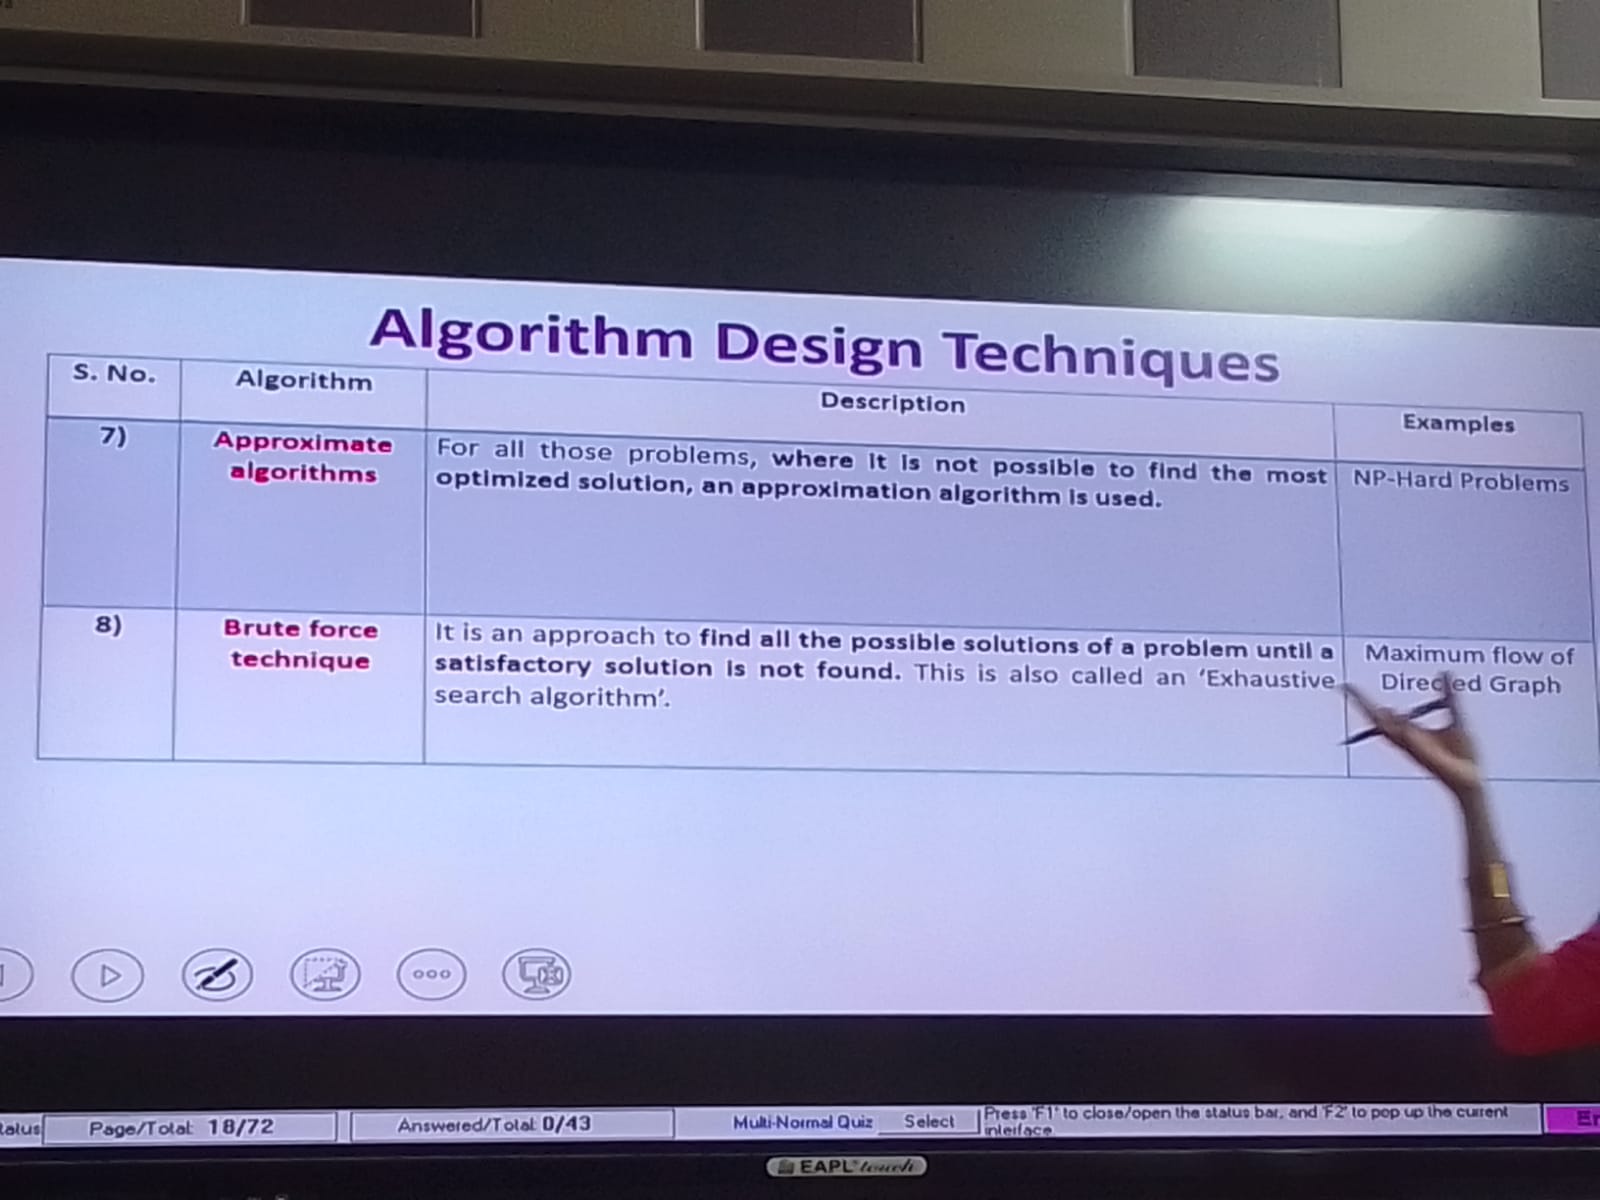 Algorithm Design Techniques
S. No.
Algorithm
Description
Examples
7)
Approximate
algorithms
For all those problems, where it is not possible to find the most
optimized solution, an approximation algorithm is used.
NP-Hard Problems
8)
Brute force
technique
It is an approach to find all the possible solutions of a problem until a
satisfactory solution is not found. This is also called an ‘Exhaustive
search algorithm’.
Maximum flow of
Directed Graph
Page/Total: 18/72
Answered/Total: 0/43
Multi-Normal Quiz
Select
Press 'F1' to close/open the status bar, and 'F2' to pop up the current
interface
EAPL touch